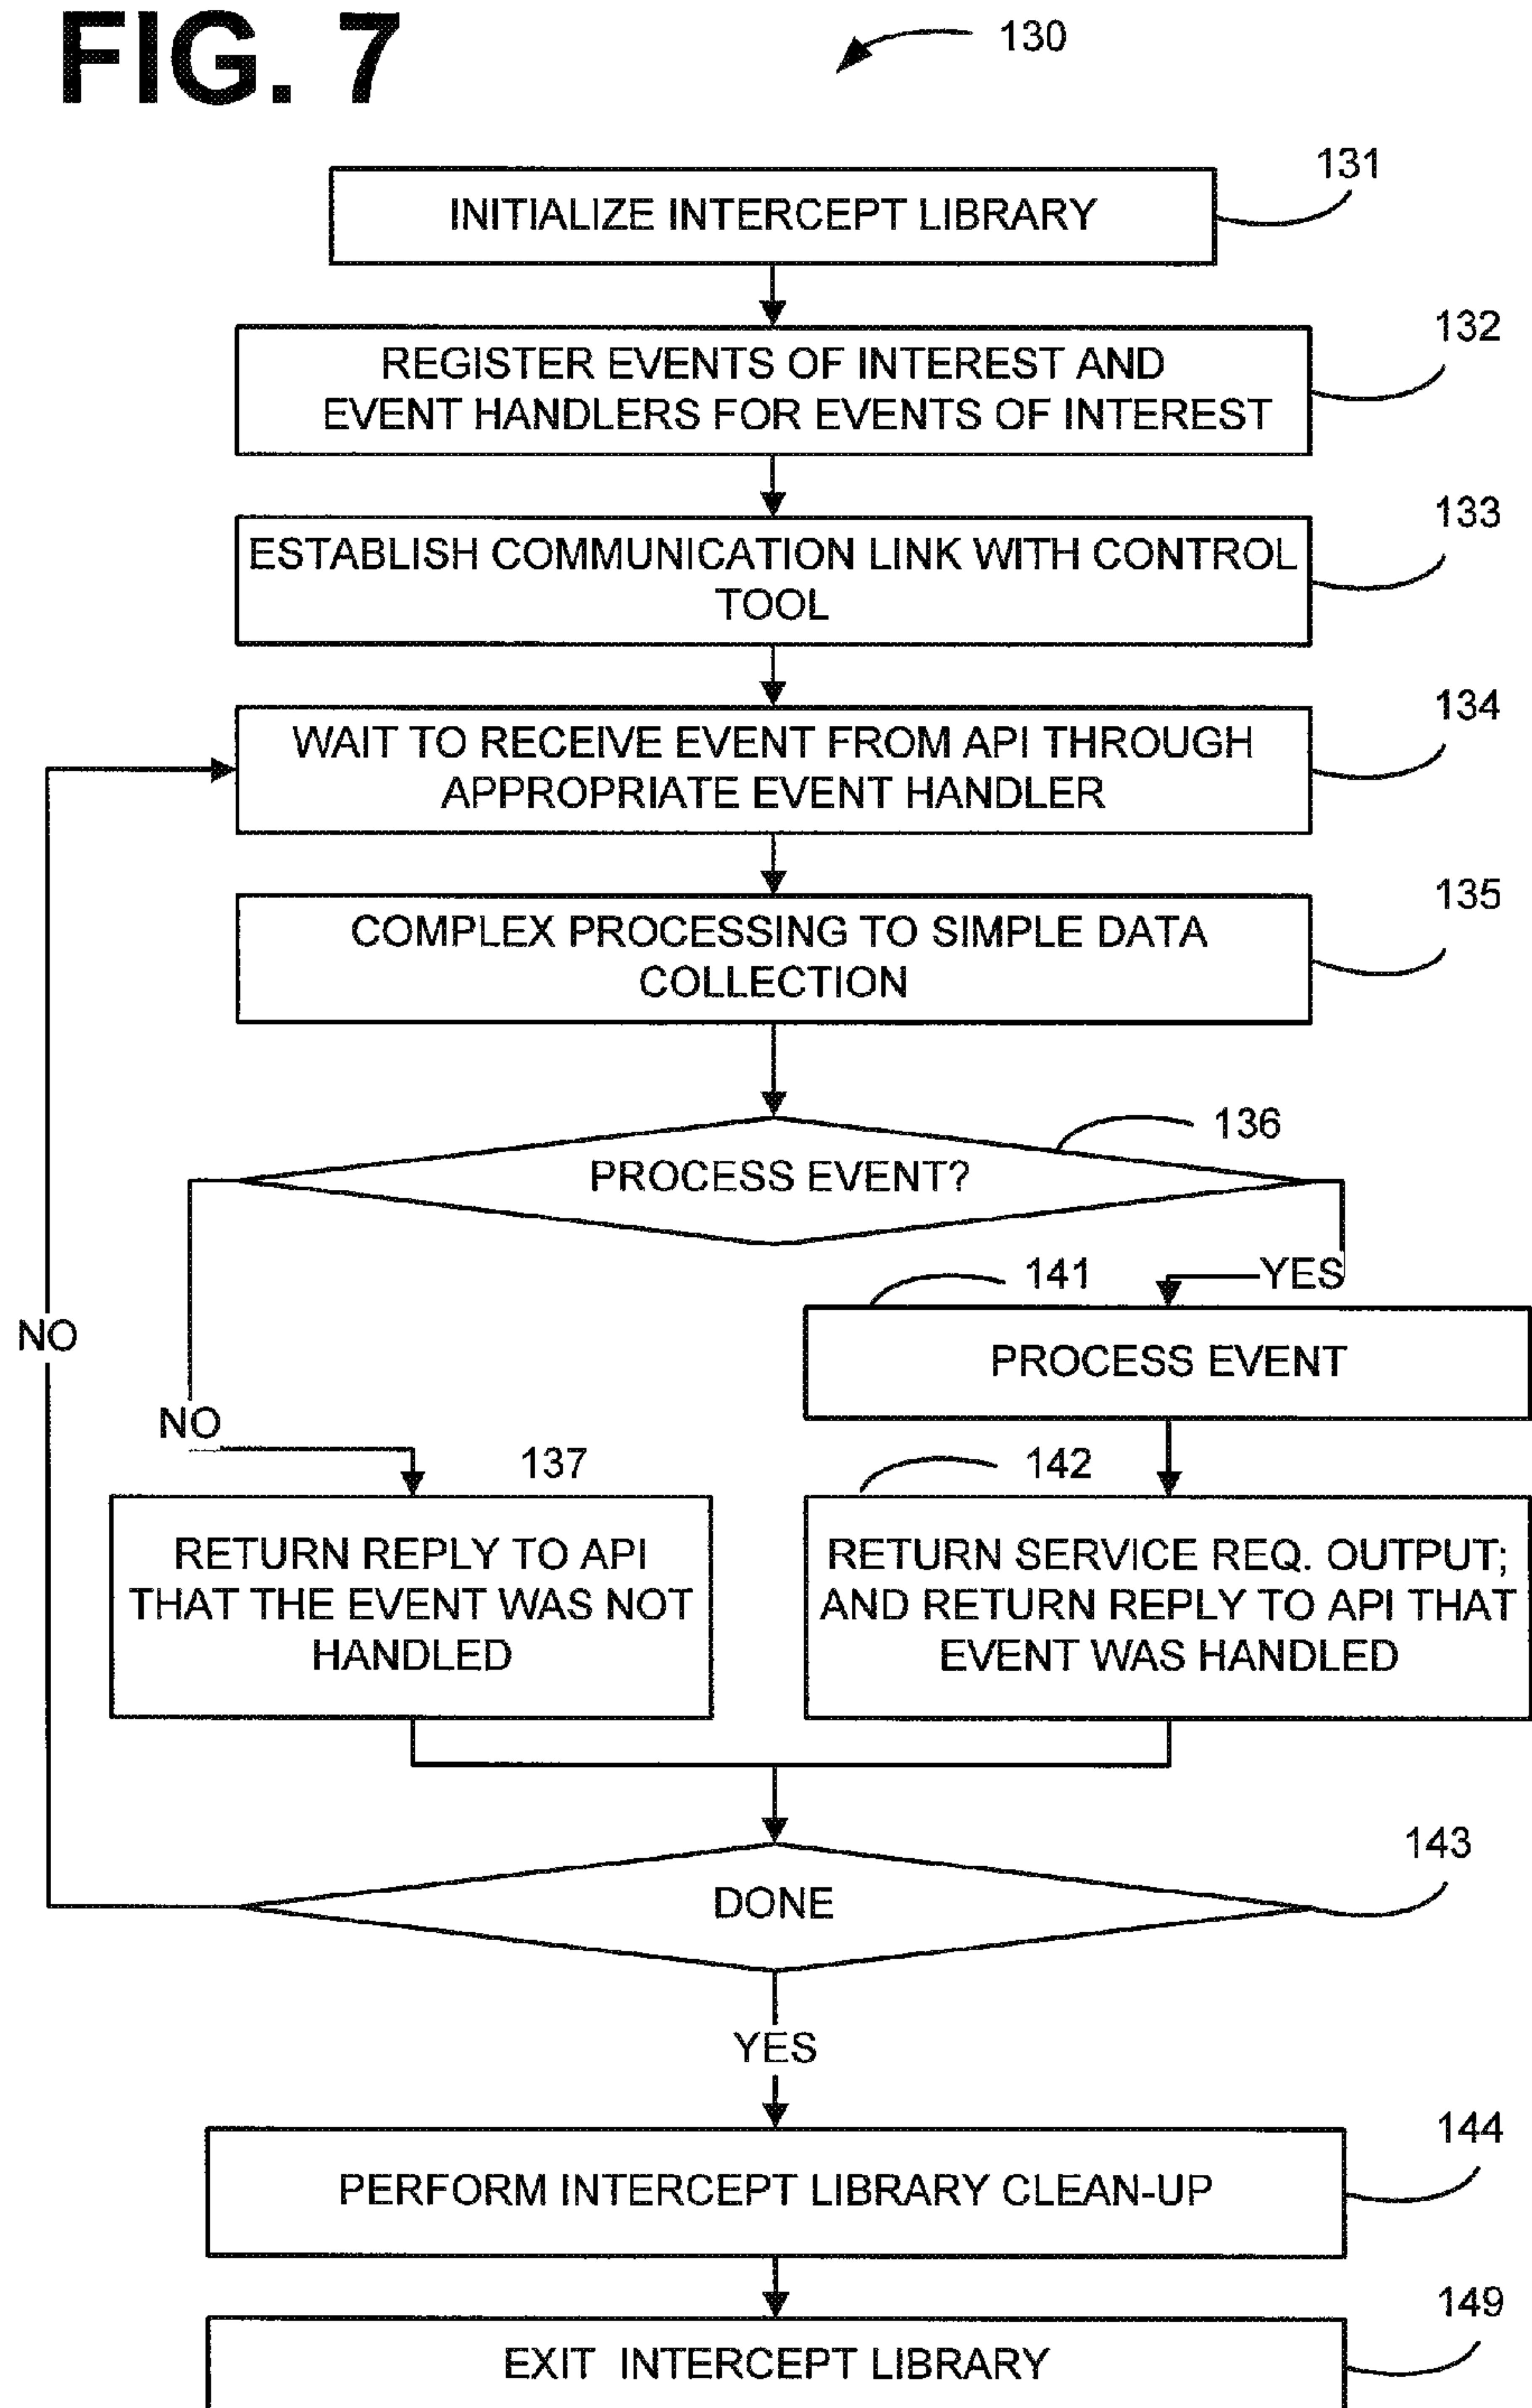 FIG. 7
130
131
INITIALIZE INTERCEPT LIBRARY
132
REGISTER EVENTS OF INTEREST AND
EVENT HANDLERS FOR EVENTS OF INTEREST
133
ESTABLISH COMMUNICATION LINK WITH CONTROL
TOOL
134
WAIT TO RECEIVE EVENT FROM API THROUGH
APPROPRIATE EVENT HANDLER
135
COMPLEX PROCESSING TO SIMPLE DATA
COLLECTION
136
PROCESS EVENT?
141
YES
NO
PROCESS EVENT
NO
137
142
RETURN REPLY TO API
THAT THE EVENT WAS NOT
HANDLED
RETURN SERVICE REQ. OUTPUT;
AND RETURN REPLY TO API THAT
EVENT WAS HANDLED
143
DONE
YES
144
PERFORM INTERCEPT LIBRARY CLEAN-UP
149
EXIT INTERCEPT LIBRARY